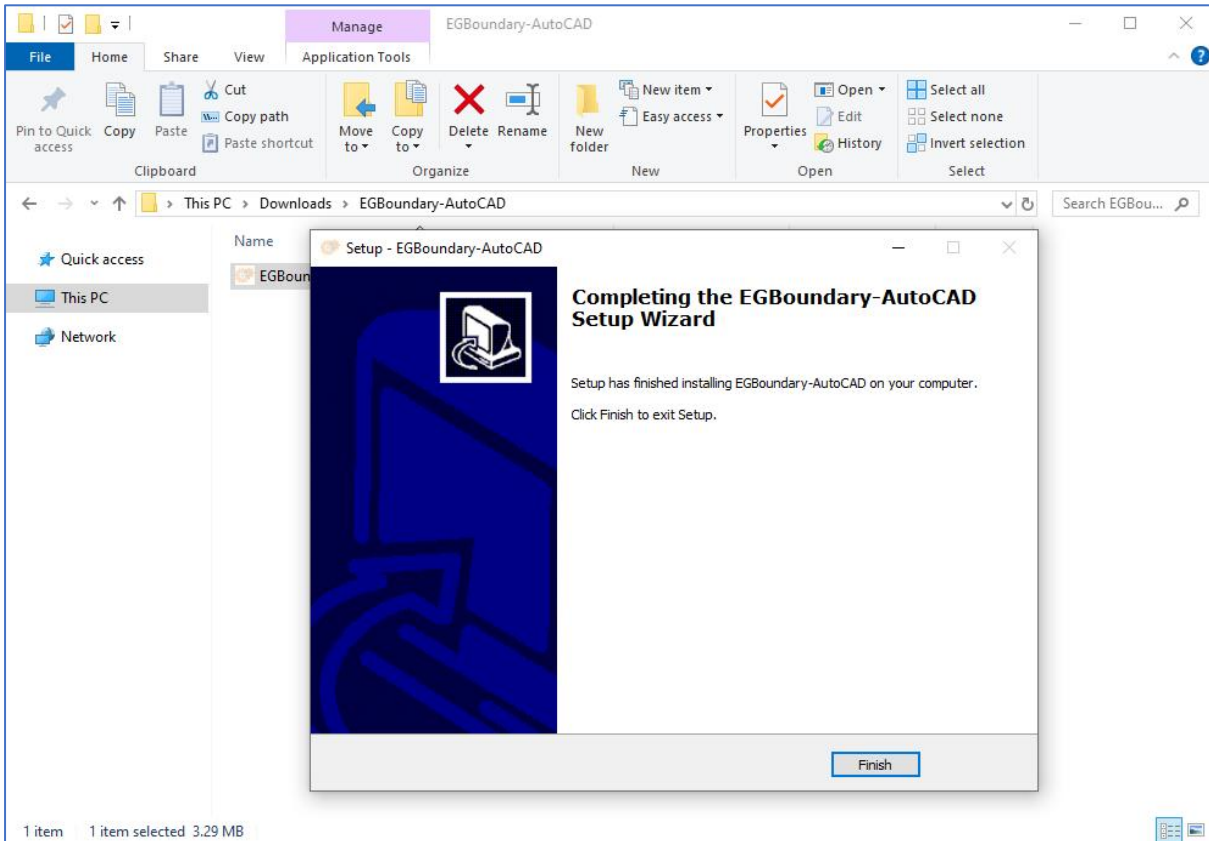 Manage
EGBoundary-AutoCAD
File
Home
Share
View
Application Tools
Pin to Quick access
Copy
Paste
Cut
Copy path
Paste shortcut
Move to
Copy to
Delete
Rename
New folder
New item
Easy access
Properties
Open
Edit
History
Select all
Select none
Invert selection
Clipboard
Organize
New
Open
Select
This PC > Downloads > EGBoundary-AutoCAD
Search EGBou...
Quick access
This PC
Network
Name
EGBoun
Setup - EGBoundary-AutoCAD
Completing the EGBoundary-AutoCAD
Setup Wizard
Setup has finished installing EGBoundary-AutoCAD on your computer.
Click Finish to exit Setup.
Finish
1 item 1 item selected 3.29 MB